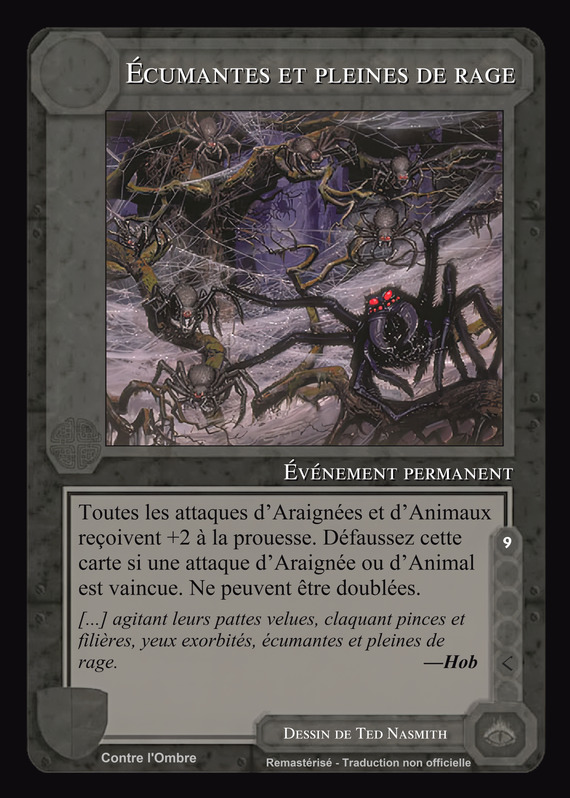 Écumantes et pleines de rage
Événement permanent
Toutes les attaques d'Araignées et d'Animaux
reçoivent +2 à la prouesse. Défaussez cette
carte si une attaque d'Araignée ou d'Animal
est vaincue. Ne peuvent être doublées.
[...] agitant leurs pattes velues, claquant pinces et
filières, yeux exorbités, écumantes et pleines de
rage. —Hob
9
Dessin de Ted Nasmith
Contre l'Ombre
Remastérisé - Traduction non officielle